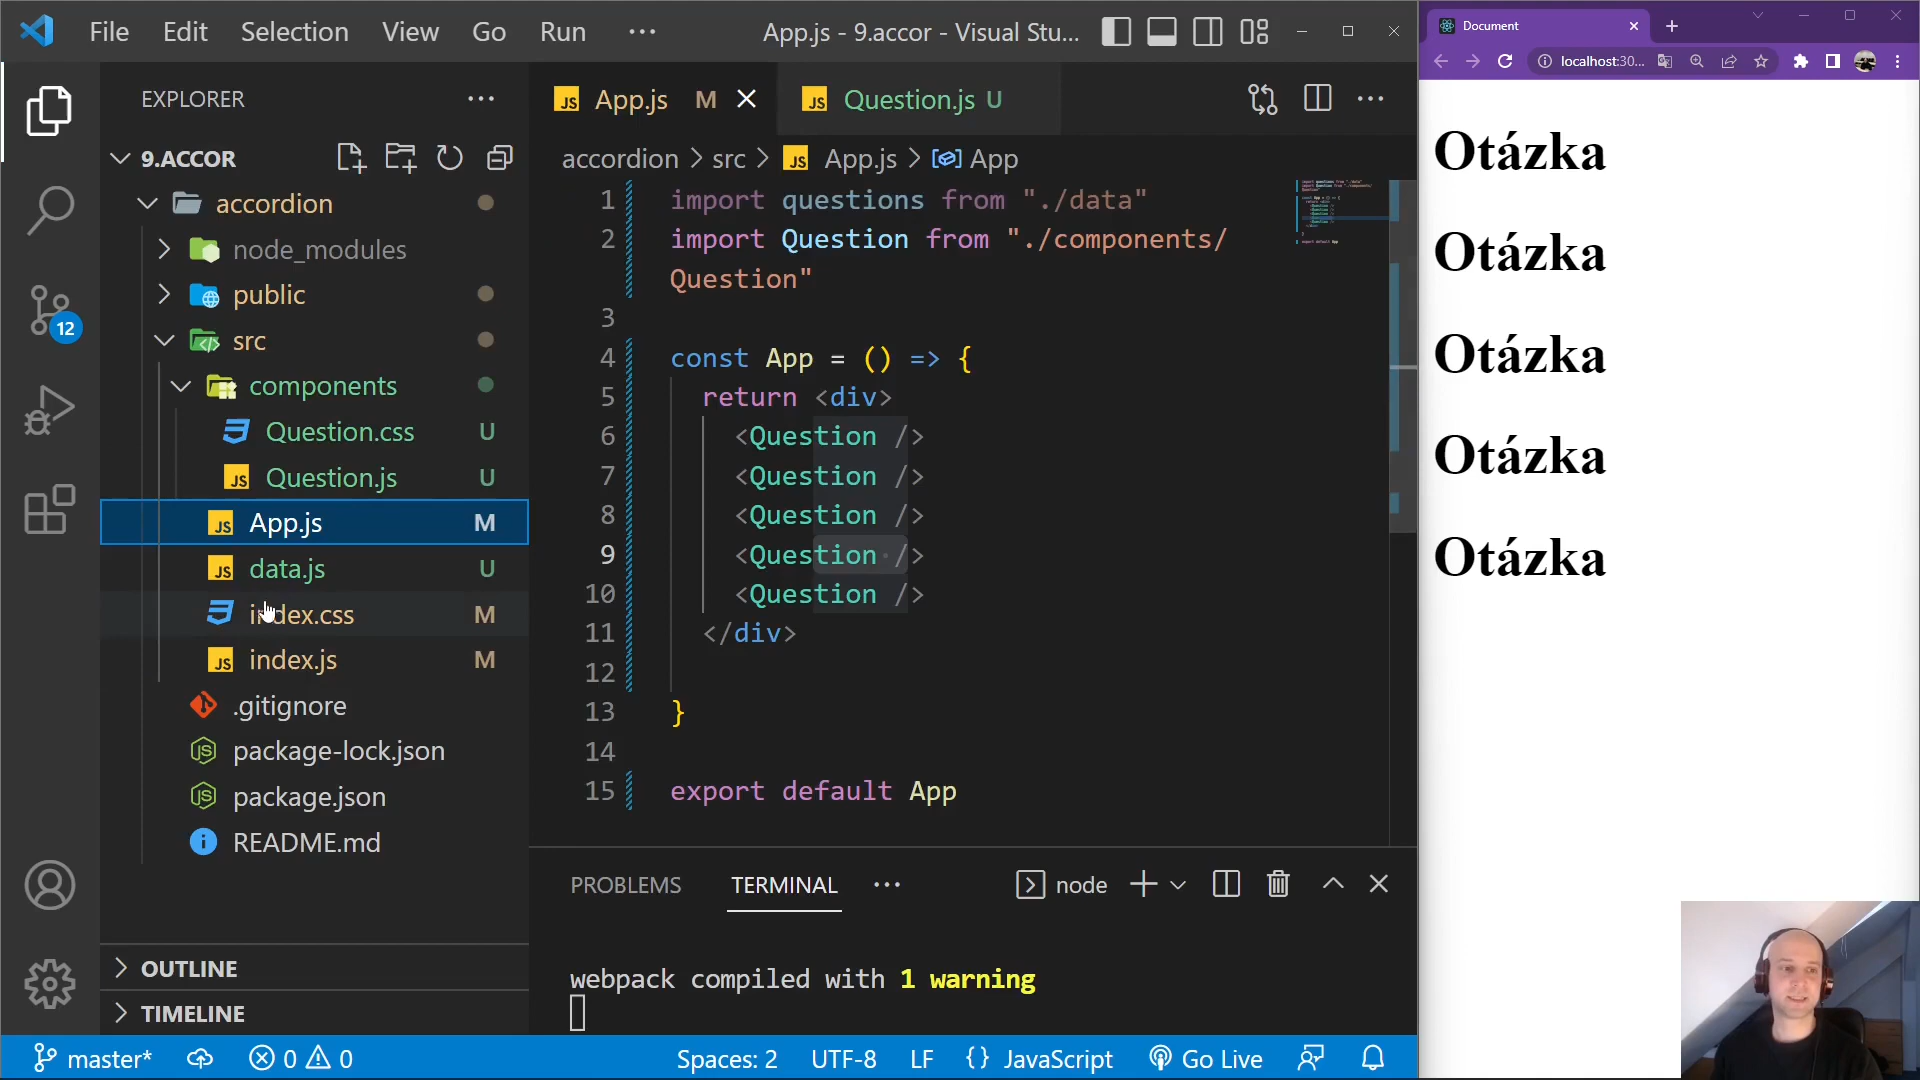 File Edit Selection View Go Run ··· App.js - 9.accor - Visual Stu...
EXPLORER
9.ACCOR
accordion
node_modules
public
src
components
Question.css U
Question.js U
App.js M
data.js U
index.css M
index.js M
.gitignore
package-lock.json
package.json
README.md
OUTLINE
TIMELINE
12
JS App.js M
JS Question.js U
accordion > src > JS App.js > App
1 import questions from "./data"
2 import Question from "./components/
Question"
3
4 const App = () => {
5 return <div>
6 <Question />
7 <Question />
8 <Question />
9 <Question />
10 <Question />
11 </div>
12
13 }
14
15 export default App
PROBLEMS TERMINAL ··· node
webpack compiled with 1 warning
master* 0 0 Spaces: 2 UTF-8 LF {} JavaScript Go Live
Document
localhost:30...
Otázka
Otázka
Otázka
Otázka
Otázka